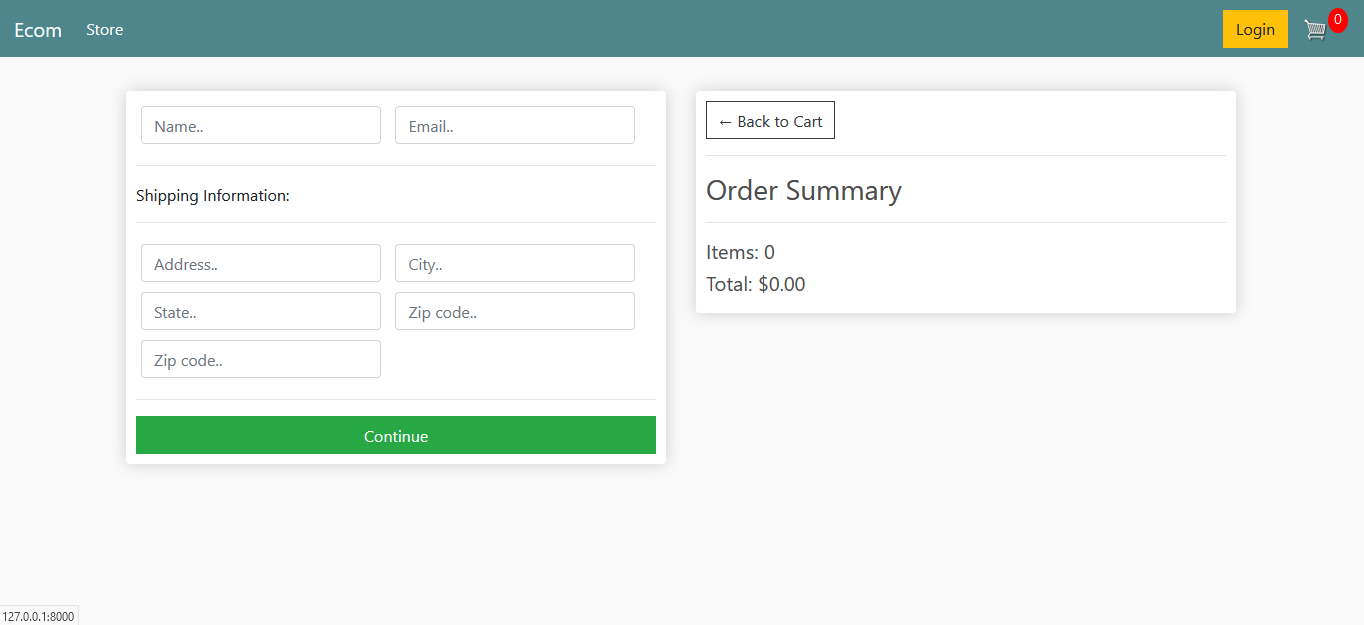 Ecom Store Login 0
Name.. Email..
Shipping Information:
Address.. City..
State.. Zip code..
Zip code..
Continue
← Back to Cart
Order Summary
Items: 0
Total: $0.00
127.0.0.1:8000